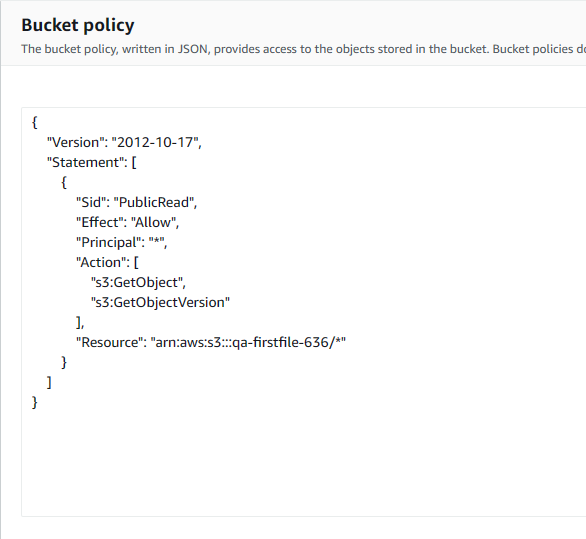 Bucket policy
The bucket policy, written in JSON, provides access to the objects stored in the bucket. Bucket policies
{
"Version": "2012-10-17",
"Statement": [
{
"Sid": "PublicRead",
"Effect": "Allow",
"Principal": "*",
"Action": [
"s3:GetObject",
"s3:GetObjectVersion"
],
"Resource": "arn:aws:s3:::qa-firstfile-636/*"
}
]
}